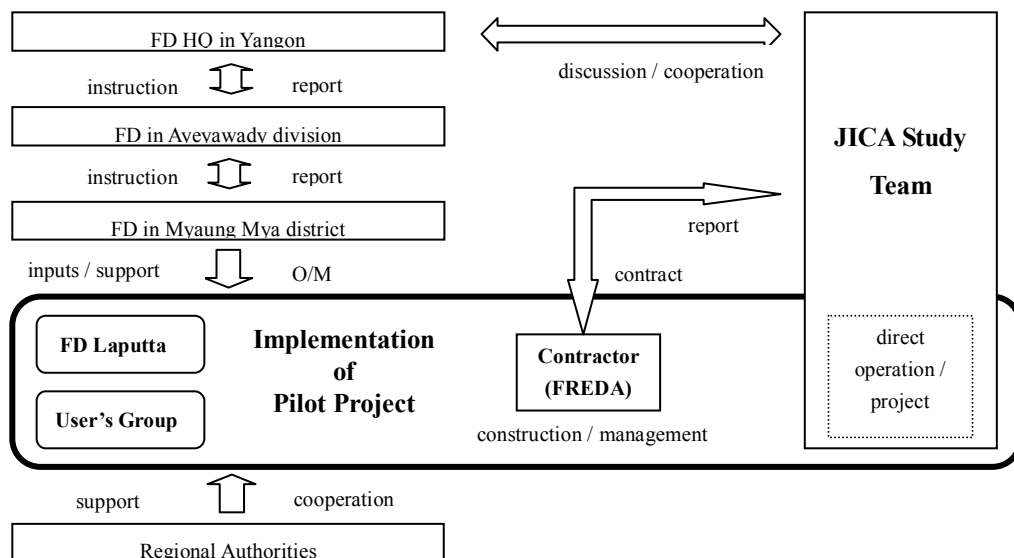 FD HQ in Yangon
discussion / cooperation
instruction report
FD in Ayeyawady division
instruction report
FD in Myaung Mya district
inputs / support O/M
JICA Study
Team
report
contract
FD Laputta
User's Group
Implementation
of
Pilot Project
Contractor
(FREDA)
construction / management
direct
operation /
project
support cooperation
Regional Authorities